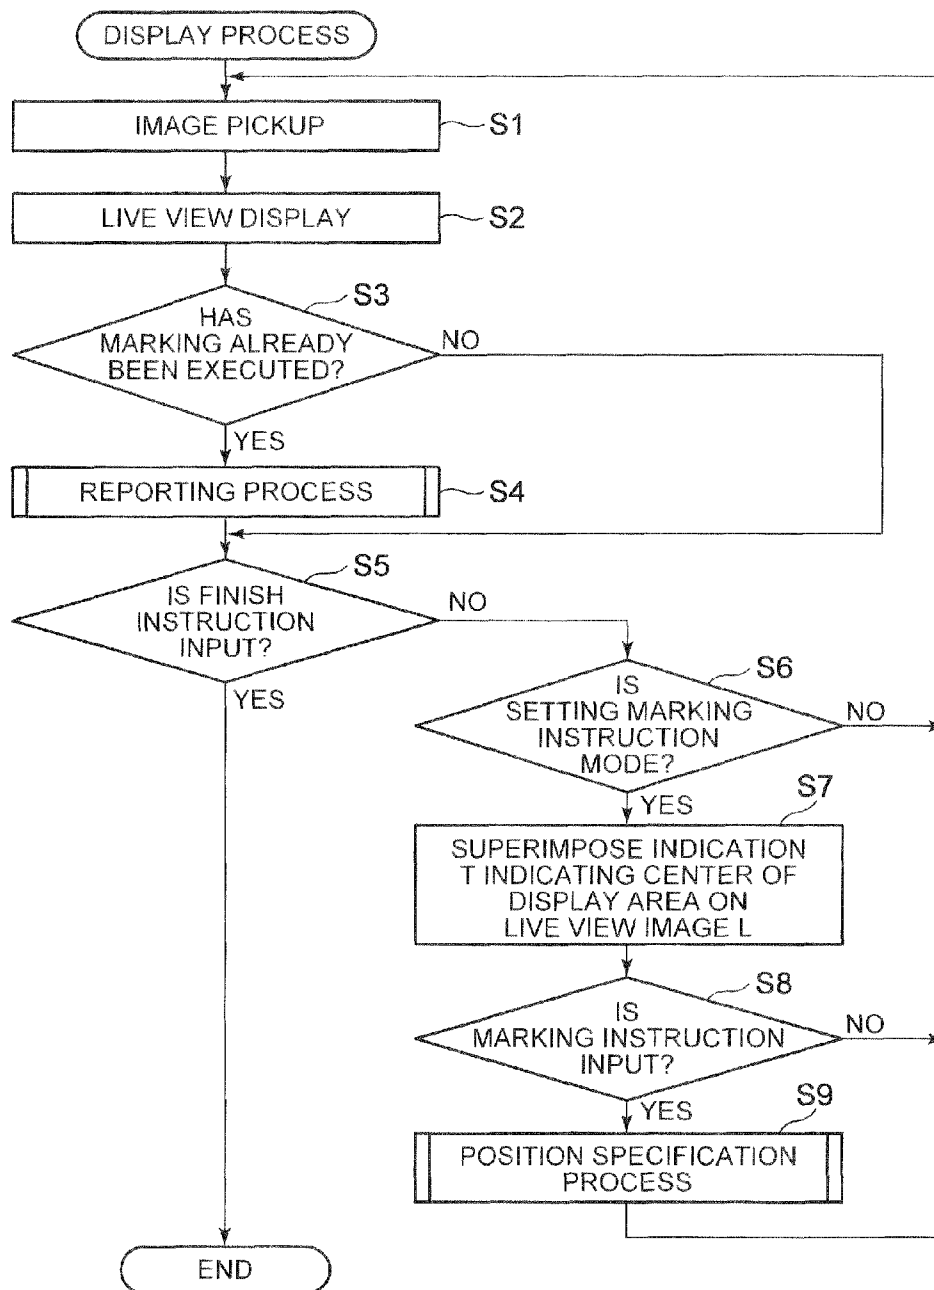 DISPLAY PROCESS
IMAGE PICKUP
S1
LIVE VIEW DISPLAY
S2
S3
HAS
MARKING ALREADY
BEEN EXECUTED?
NO
YES
REPORTING PROCESS
S4
S5
IS FINISH
INSTRUCTION
INPUT?
NO
YES
S6
IS
SETTING MARKING
INSTRUCTION
MODE?
NO
YES
S7
SUPERIMPOSE INDICATION
T INDICATING CENTER OF
DISPLAY AREA ON
LIVE VIEW IMAGE L
S8
IS
MARKING INSTRUCTION
INPUT?
NO
YES
S9
POSITION SPECIFICATION
PROCESS
END